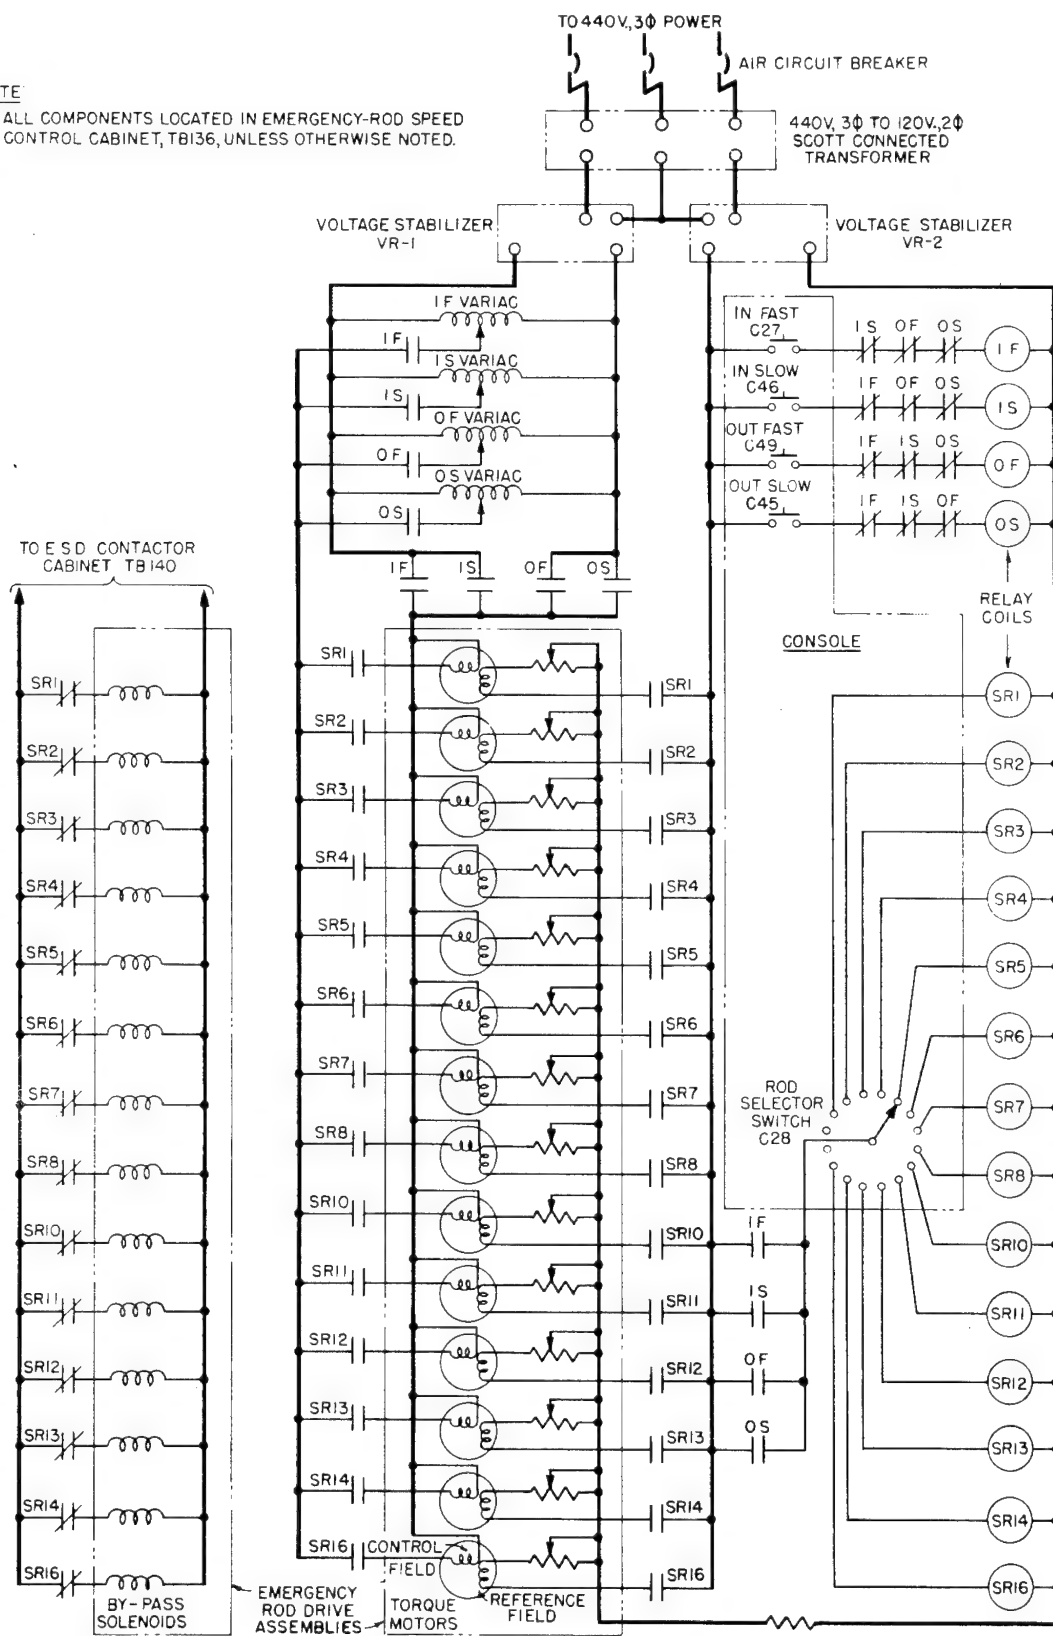 TO 440V.,3Φ POWER
AIR CIRCUIT BREAKER
TE
ALL COMPONENTS LOCATED IN EMERGENCY-ROD SPEED
CONTROL CABINET, TB136, UNLESS OTHERWISE NOTED.
440V, 3Φ TO 120V.,2Φ
SCOTT CONNECTED
TRANSFORMER
VOLTAGE STABILIZER
VR-1
VOLTAGE STABILIZER
VR-2
IF VARIAC
IF
IS VARIAC
IS
OF VARIAC
OF
OS VARIAC
OS
IN FAST
C27
IS OF OS
IF
IN SLOW
C46
IF OF OS
IS
OUT FAST
C49
IF IS OS
OF
OUT SLOW
C45
IF IS OF
OS
IF IS OF OS
TO E S D CONTACTOR
CABINET TB140
RELAY
COILS
CONSOLE
SR1
SR2
SR3
SR4
SR5
SR6
SR7
SR8
SR10
SR11
SR12
SR13
SR14
SR16
BY-PASS
SOLENOIDS
EMERGENCY
ROD DRIVE
ASSEMBLIES
SR1
SR2
SR3
SR4
SR5
SR6
SR7
SR8
SR10
SR11
SR12
SR13
SR14
SR16
CONTROL
FIELD
TORQUE
MOTORS
REFERENCE
FIELD
SR1
SR2
SR3
SR4
SR5
SR6
SR7
SR8
SR10
SR11
SR12
SR13
SR14
SR16
ROD
SELECTOR
SWITCH
C28
IF
IS
OF
OS
SR1
SR2
SR3
SR4
SR5
SR6
SR7
SR8
SR10
SR11
SR12
SR13
SR14
SR16